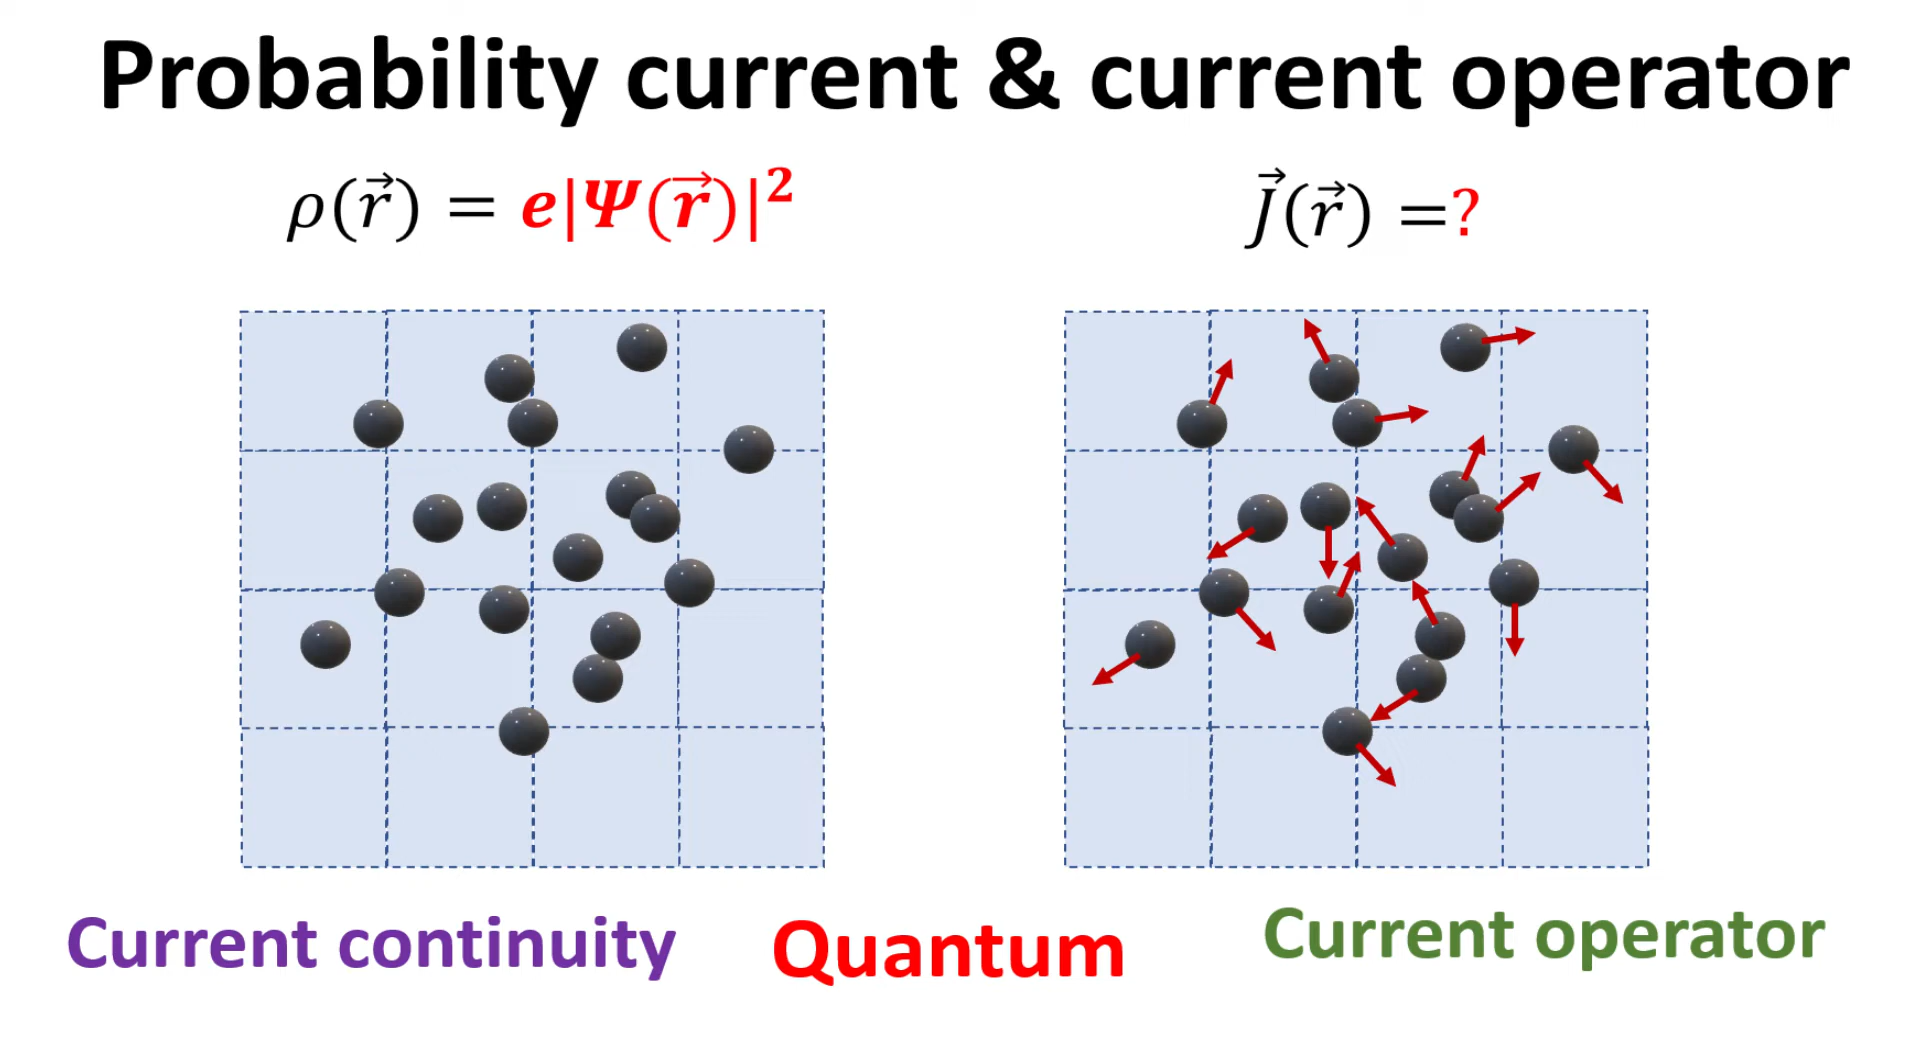 Probability current & current operator
ρ(r⃗) = e|Ψ(r⃗)|²
J⃗(r⃗) =?
Current continuity
Quantum
Current operator